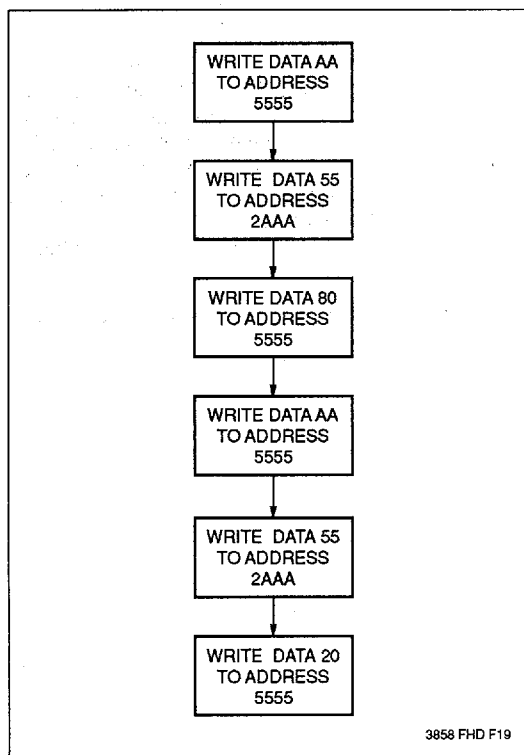 WRITE DATA AA
TO ADDRESS
5555
WRITE DATA 55
TO ADDRESS
2AAA
WRITE DATA 80
TO ADDRESS
5555
WRITE DATA AA
TO ADDRESS
5555
WRITE DATA 55
TO ADDRESS
2AAA
WRITE DATA 20
TO ADDRESS
5555
3858 FHD F19